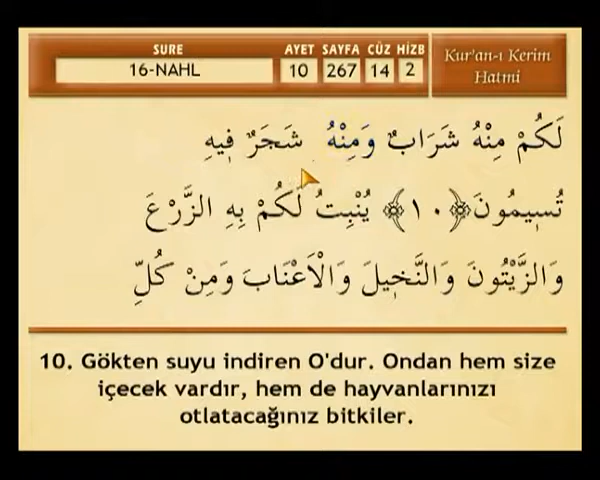 SURE AYET SAYFA CÜZ HİZB
16-NAHL 10 267 14 2
Kur'an-ı Kerim
Hatmi
لَكُمْ مِنْهُ شَرَابٌ وَمِنْهُ شَجَرٌ فٖيهِ
تُسٖيمُونَ ﴿١٠﴾ يُنْبِتُ لَكُمْ بِهِ الزَّرْعَ
وَالزَّيْتُونَ وَالنَّخٖيلَ وَالْاَعْنَابَ وَمِنْ كُلِّ
10. Gökten suyu indiren O'dur. Ondan hem size
içecek vardır, hem de hayvanlarınızı
otlatacağınız bitkiler.